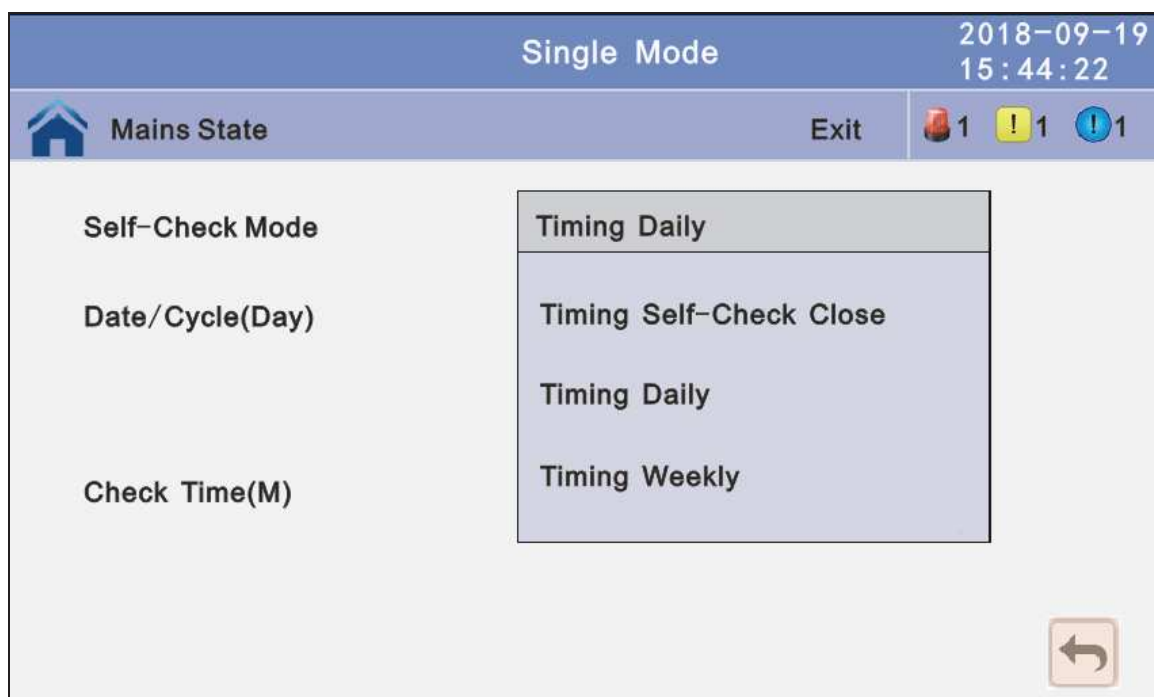 Single Mode
2018-09-19
15:44:22
Mains State
Exit
1
! 1
! 1
Self-Check Mode
Timing Daily
Date/Cycle(Day)
Timing Self-Check Close
Timing Daily
Timing Weekly
Check Time(M)